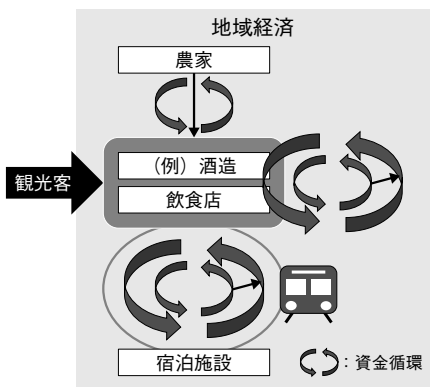 地域経済
農家
（例）酒造
飲食店
観光客
宿泊施設
：資金循環